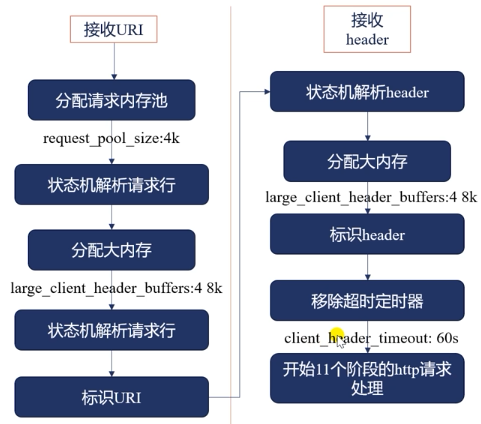 接收URI
分配请求内存池
request_pool_size:4k
状态机解析请求行
分配大内存
large_client_header_buffers:4 8k
状态机解析请求行
标识URI
接收
header
状态机解析header
分配大内存
large_client_header_buffers:4 8k
标识header
移除超时定时器
client_header_timeout: 60s
开始11个阶段的http请求
处理